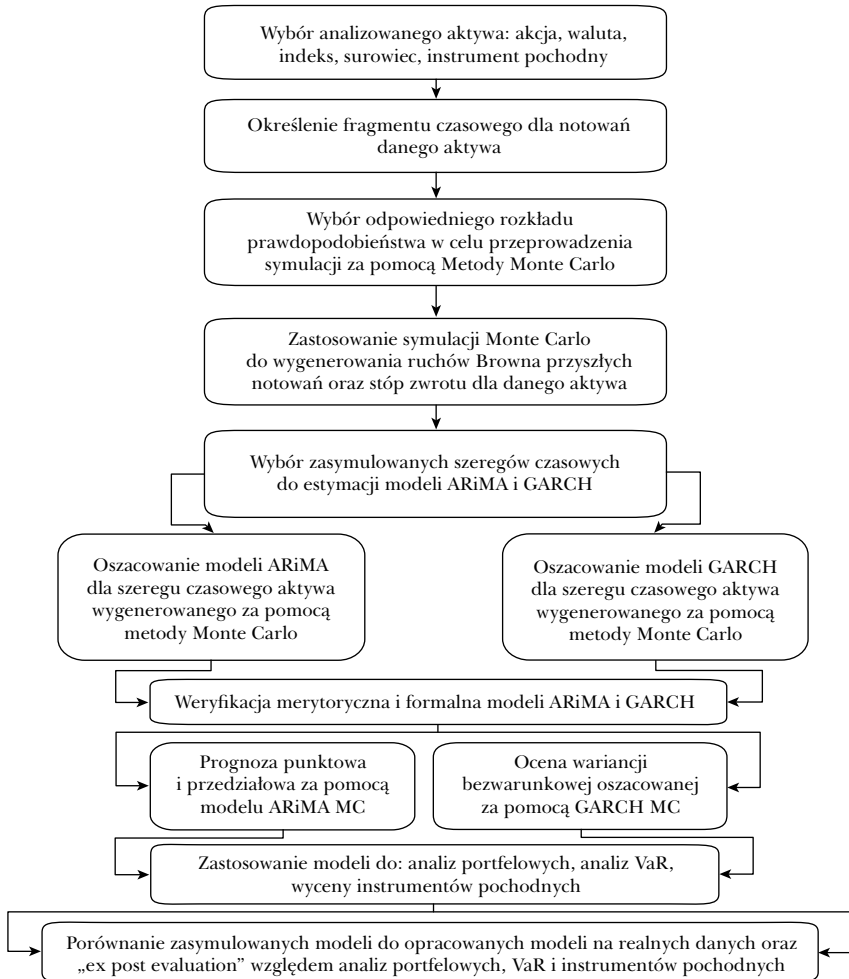 Wybór analizowanego aktywa: akcja, waluta,
indeks, surowiec, instrument pochodny
Określenie fragmentu czasowego dla notowań
danego aktywa
Wybór odpowiedniego rozkładu
prawdopodobieństwa w celu przeprowadzenia
symulacji za pomocą Metody Monte Carlo
Zastosowanie symulacji Monte Carlo
do wygenerowania ruchów Browna przyszłych
notowań oraz stóp zwrotu dla danego aktywa
Wybór zasymulowanych szeregów czasowych
do estymacji modeli ARiMA i GARCH
Oszacowanie modeli ARiMA
dla szeregu czasowego aktywa
wygenerowanego za pomocą
metody Monte Carlo
Oszacowanie modeli GARCH
dla szeregu czasowego aktywa
wygenerowanego za pomocą
metody Monte Carlo
Weryfikacja merytoryczna i formalna modeli ARiMA i GARCH
Prognoza punktowa
i przedziałowa za pomocą
modelu ARiMA MC
Ocena wariancji
bezwarunkowej oszacowanej
za pomocą GARCH MC
Zastosowanie modeli do: analiz portfelowych, analiz VaR,
wyceny instrumentów pochodnych
Porównanie zasymulowanych modeli do opracowanych modeli na realnych danych oraz
„ex post evaluation” względem analiz portfelowych, VaR i instrumentów pochodnych